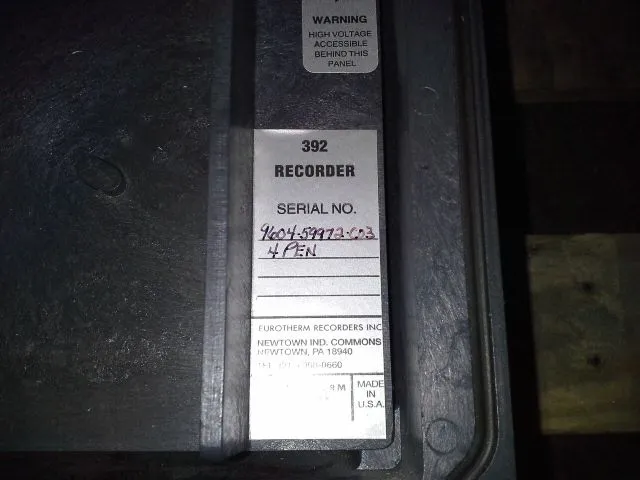 WARNING
HIGH VOLTAGE
ACCESSIBLE
BEHIND THIS
PANEL
392
RECORDER
SERIAL NO.
9604-59972-C03
4 PEN
EUROTHERM RECORDERS INC
NEWTOWN IND. COMMONS
NEWTOWN, PA 18940
MADE
IN
U.S.A.